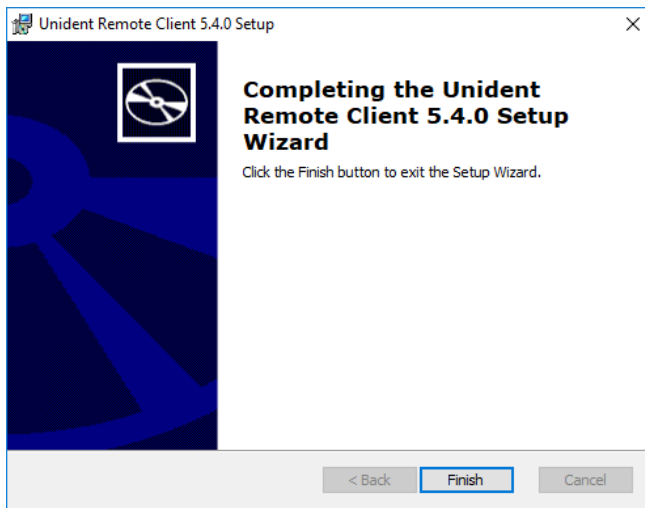 Unident Remote Client 5.4.0 Setup
Completing the Unident
Remote Client 5.4.0 Setup
Wizard
Click the Finish button to exit the Setup Wizard.
< Back
Finish
Cancel